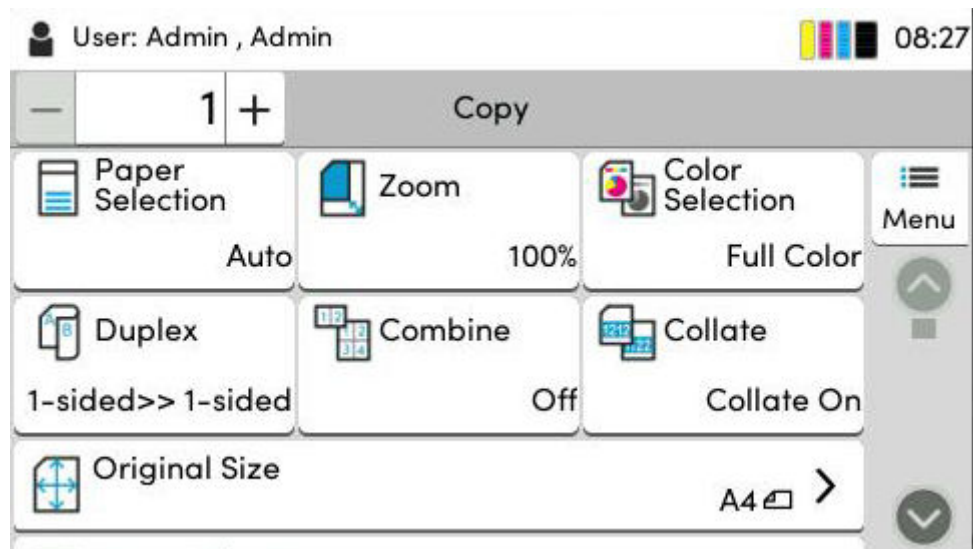 User: Admin , Admin
08:27
− 1 + Copy
Paper
Selection
Auto
Zoom
100%
Color
Selection
Full Color
Menu
Duplex
1-sided>> 1-sided
Combine
Off
Collate
Collate On
Original Size
A4